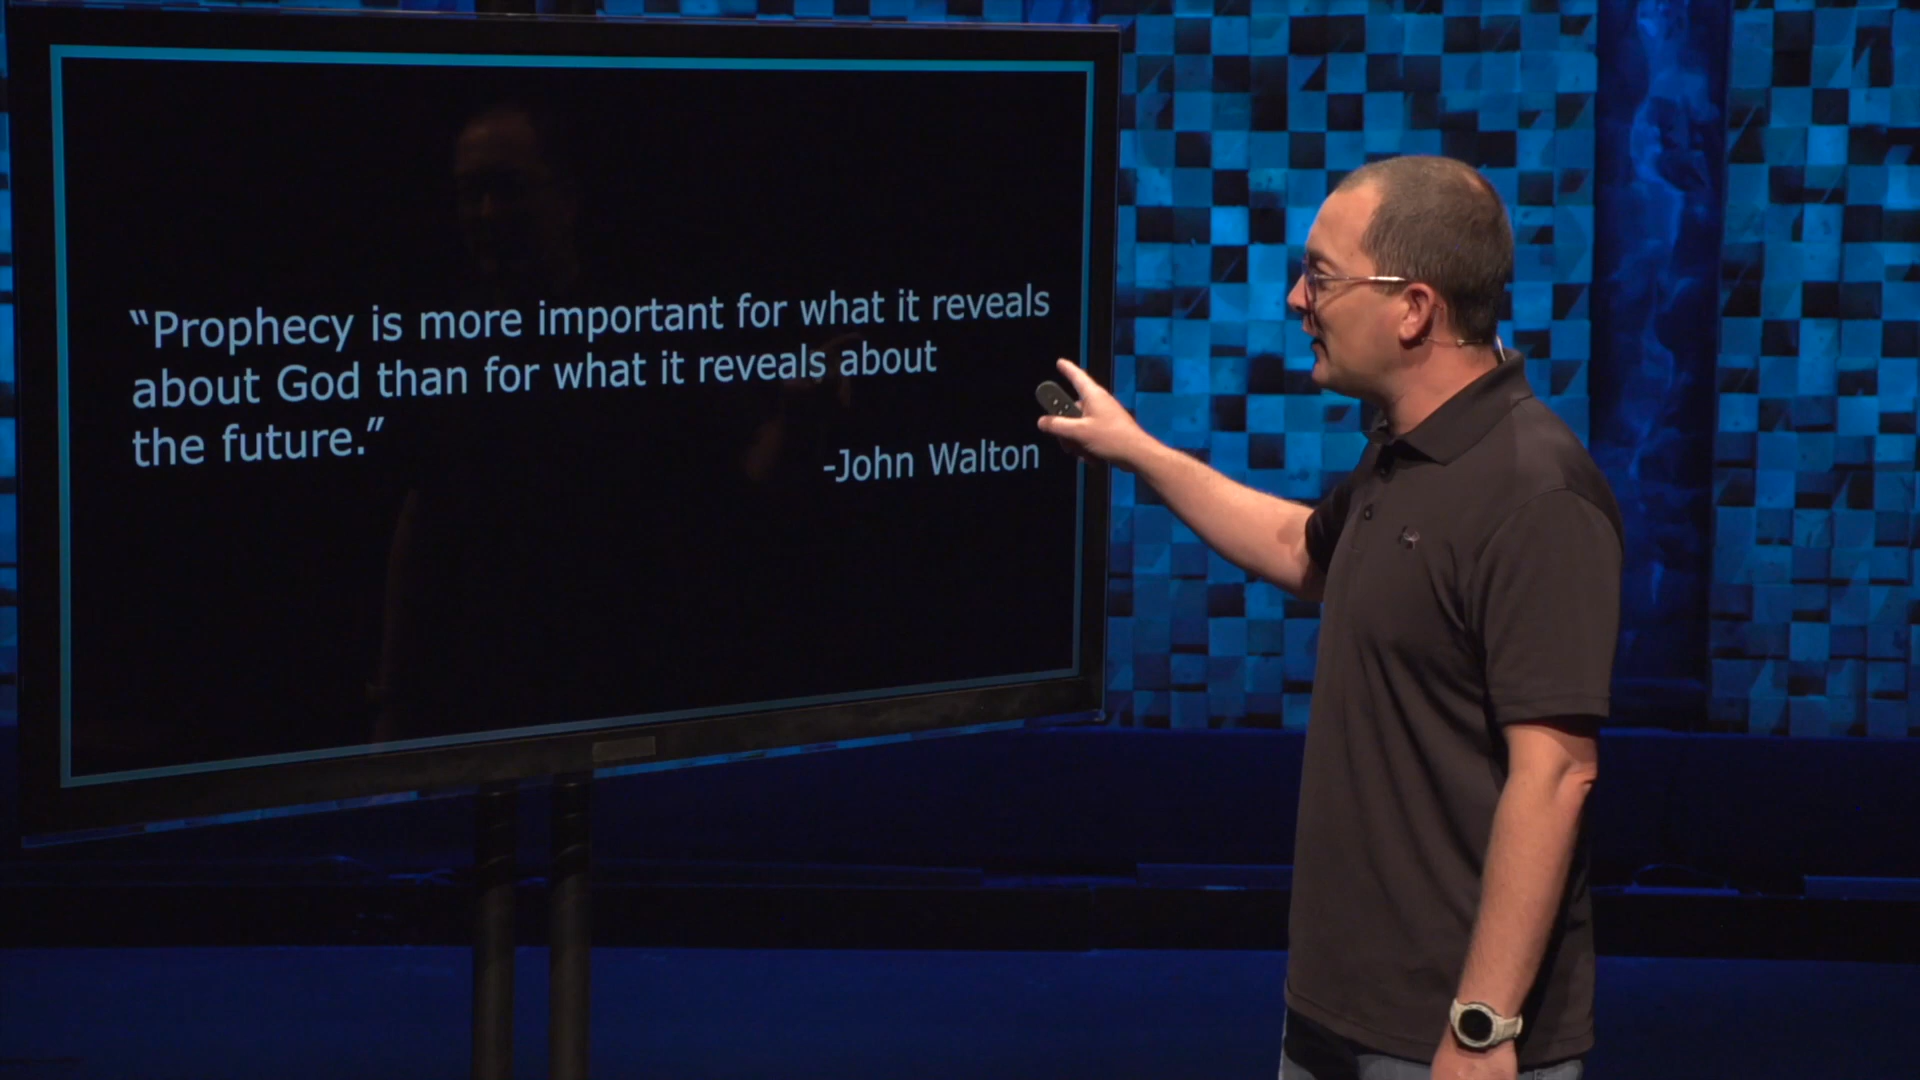 “Prophecy is more important for what it reveals
about God than for what it reveals about
the future.”
-John Walton